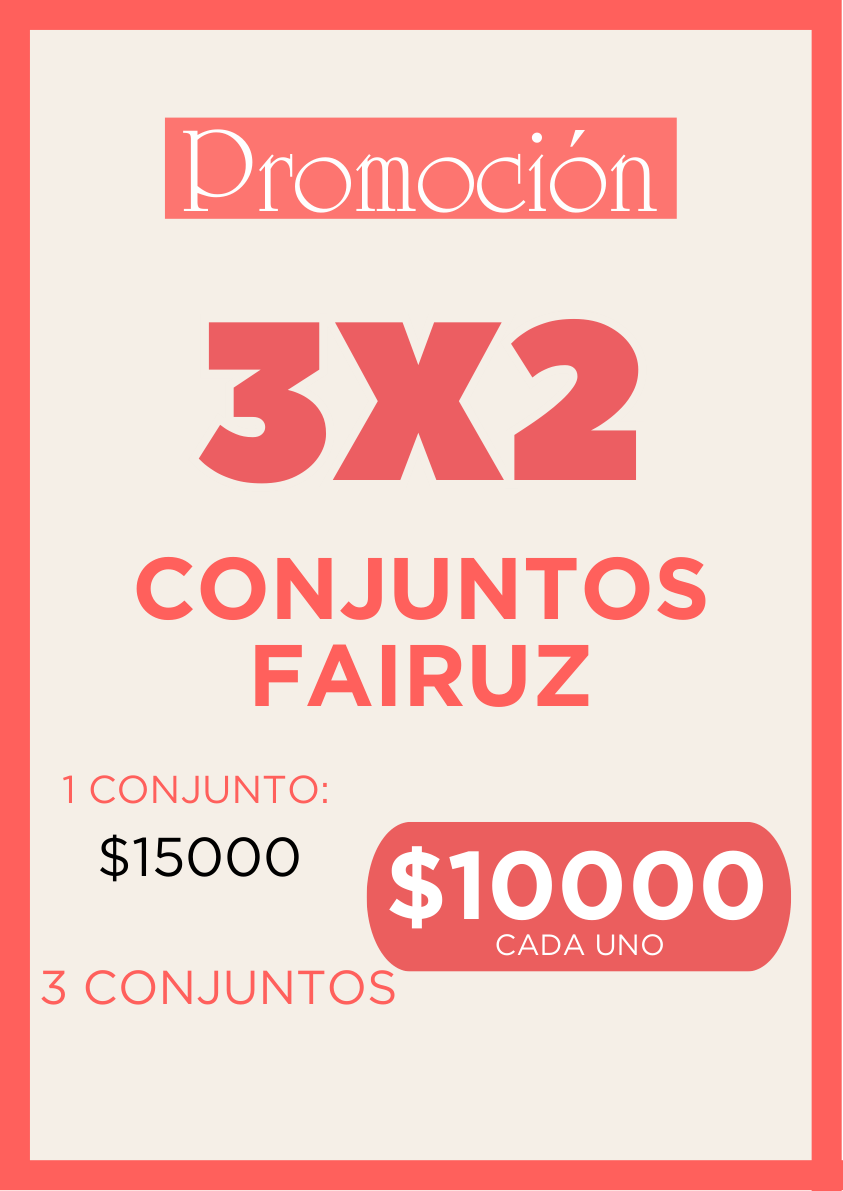 Promoción
3X2
CONJUNTOS
FAIRUZ
1 CONJUNTO:
$15000
$10000
CADA UNO
3 CONJUNTOS